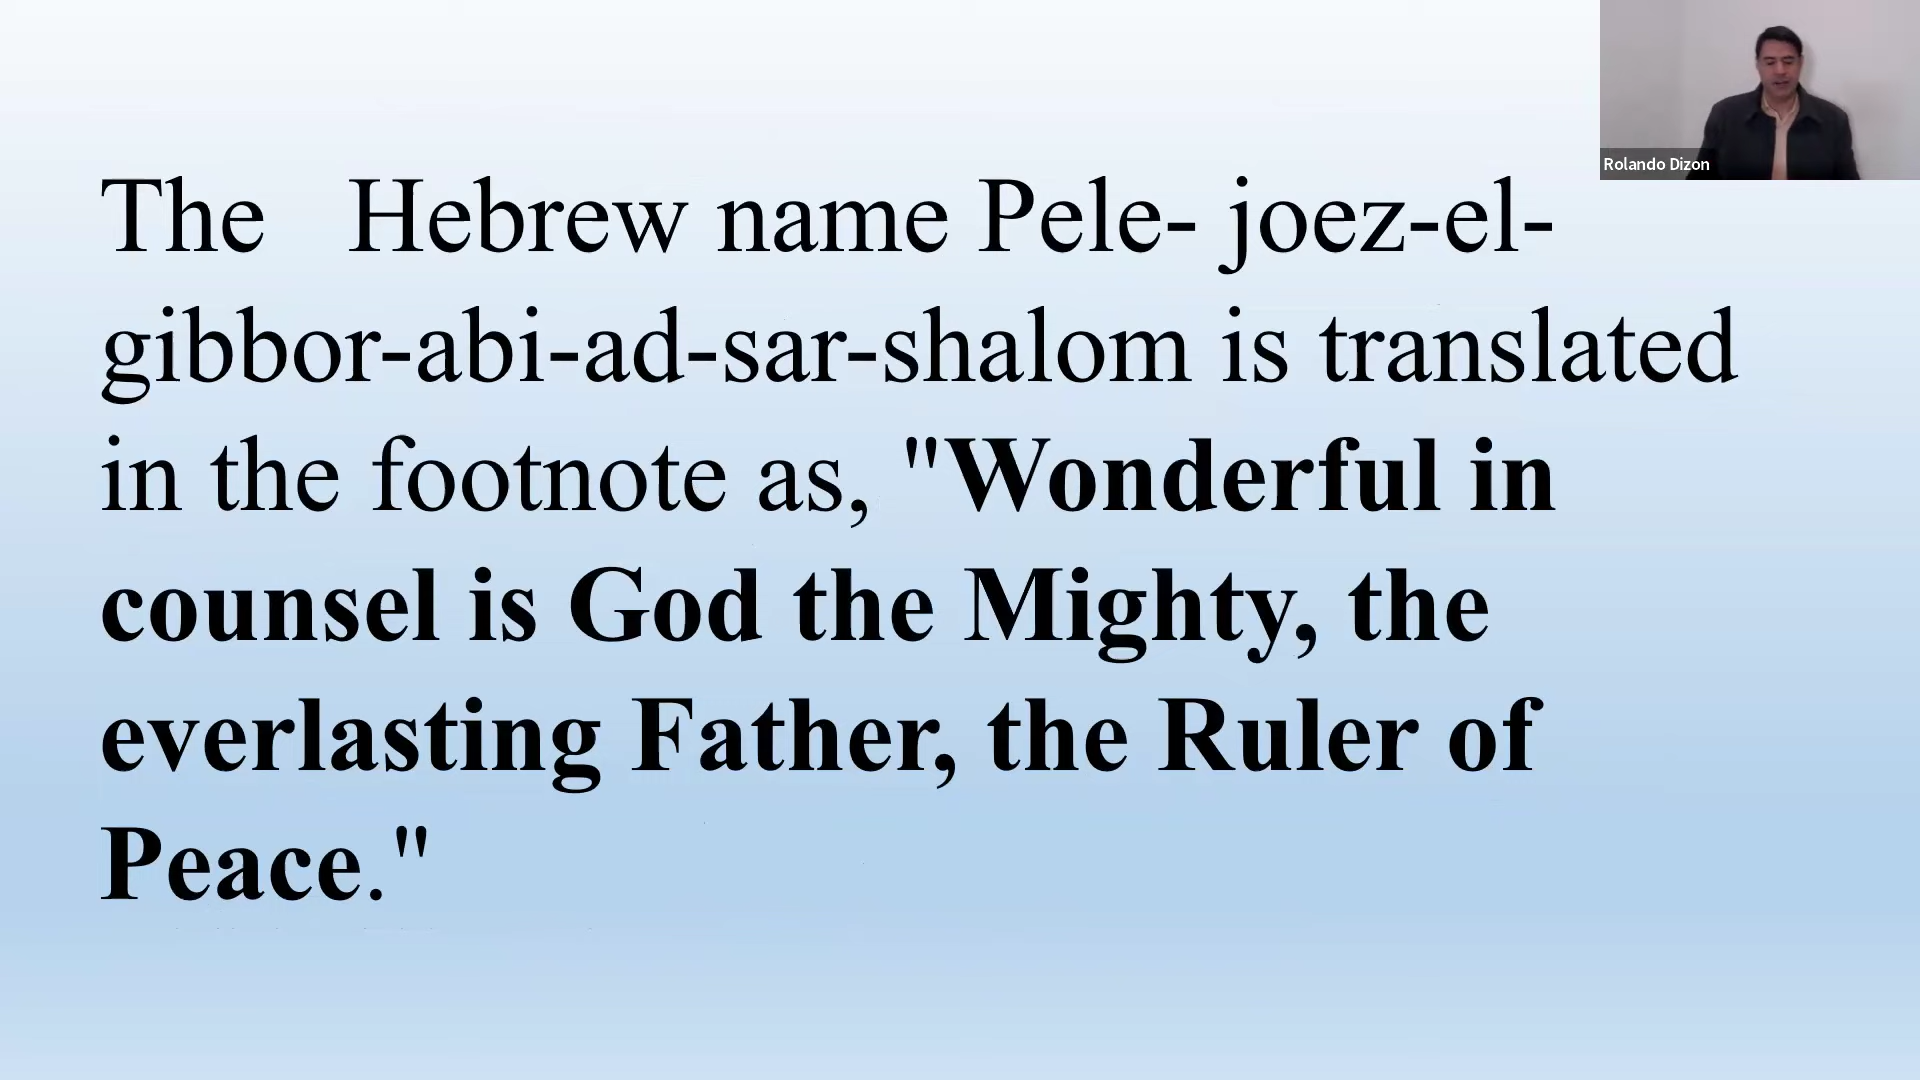 Rolando Dizon
The Hebrew name Pele- joez-el-
gibbor-abi-ad-sar-shalom is translated
in the footnote as, "Wonderful in
counsel is God the Mighty, the
everlasting Father, the Ruler of
Peace."